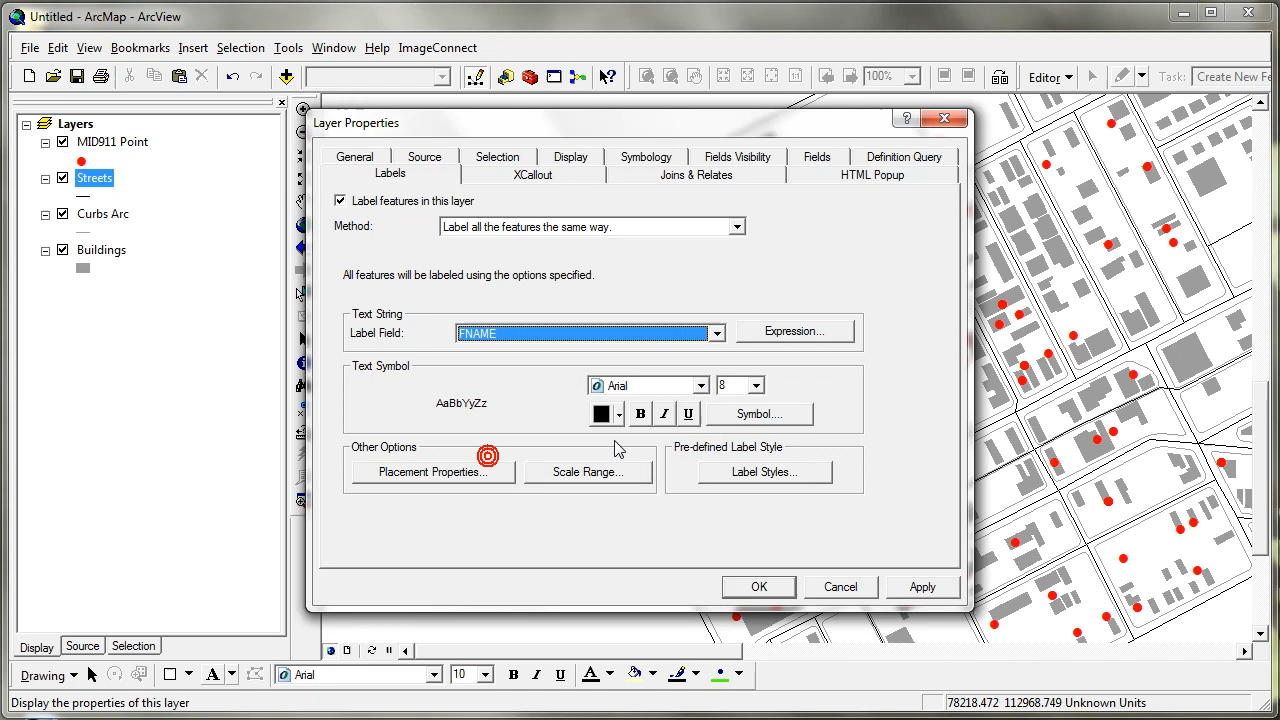 Untitled - ArcMap - ArcView
File Edit View Bookmarks Insert Selection Tools Window Help ImageConnect
100% Editor Task: Create New Fe
Layers
MID911 Point
Streets
Curbs Arc
Buildings
Layer Properties
General Source Selection Display Symbology Fields Visibility Fields Definition Query
Labels XCallout Joins & Relates HTML Popup
Label features in this layer
Method: Label all the features the same way.
All features will be labeled using the options specified.
Text String
Label Field: FNAME Expression...
Text Symbol
AaBbYyZz Arial 8
B I U Symbol....
Other Options Pre-defined Label Style
Placement Properties... Scale Range... Label Styles...
OK Cancel Apply
Display Source Selection
Drawing A Arial 10 B I U A
Display the properties of this layer 78218.472 112968.749 Unknown Units